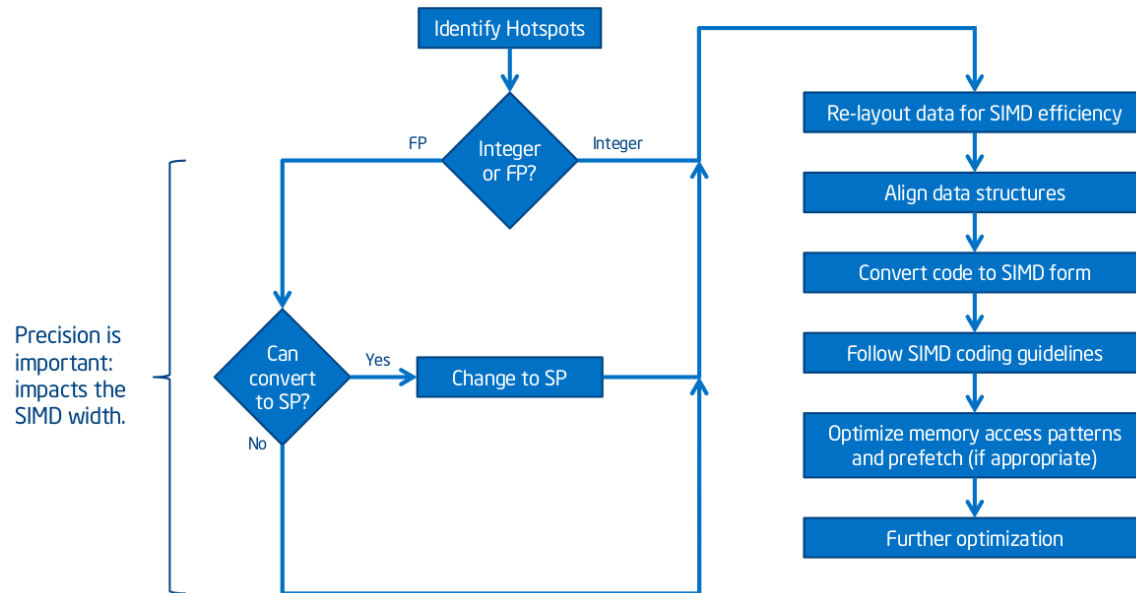 Identify Hotspots
Integer
or FP?
FP
Integer
Precision is
important:
impacts the
SIMD width.
Can
convert
to SP?
Yes
No
Change to SP
Re-layout data for SIMD efficiency
Align data structures
Convert code to SIMD form
Follow SIMD coding guidelines
Optimize memory access patterns
and prefetch (if appropriate)
Further optimization